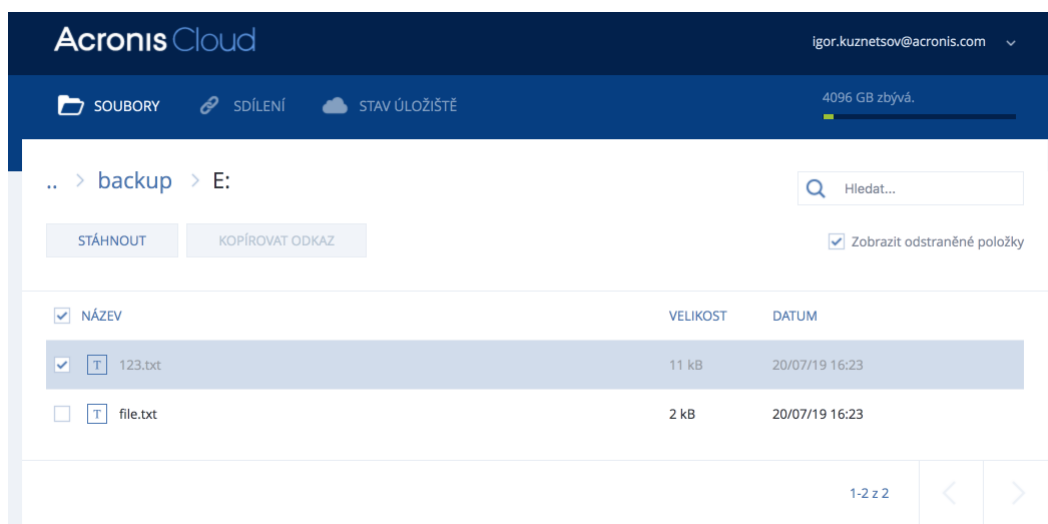 Acronis Cloud
igor.kuznetsov@acronis.com
SOUBORY
SDÍLENÍ
STAV ÚLOŽIŠTĚ
4096 GB zbývá.
.. > backup > E:
Hledat...
STÁHNOUT
KOPÍROVAT ODKAZ
Zobrazit odstraněné položky
NÁZEV VELIKOST DATUM
T 123.txt 11 kB 20/07/19 16:23
T file.txt 2 kB 20/07/19 16:23
1-2 z 2